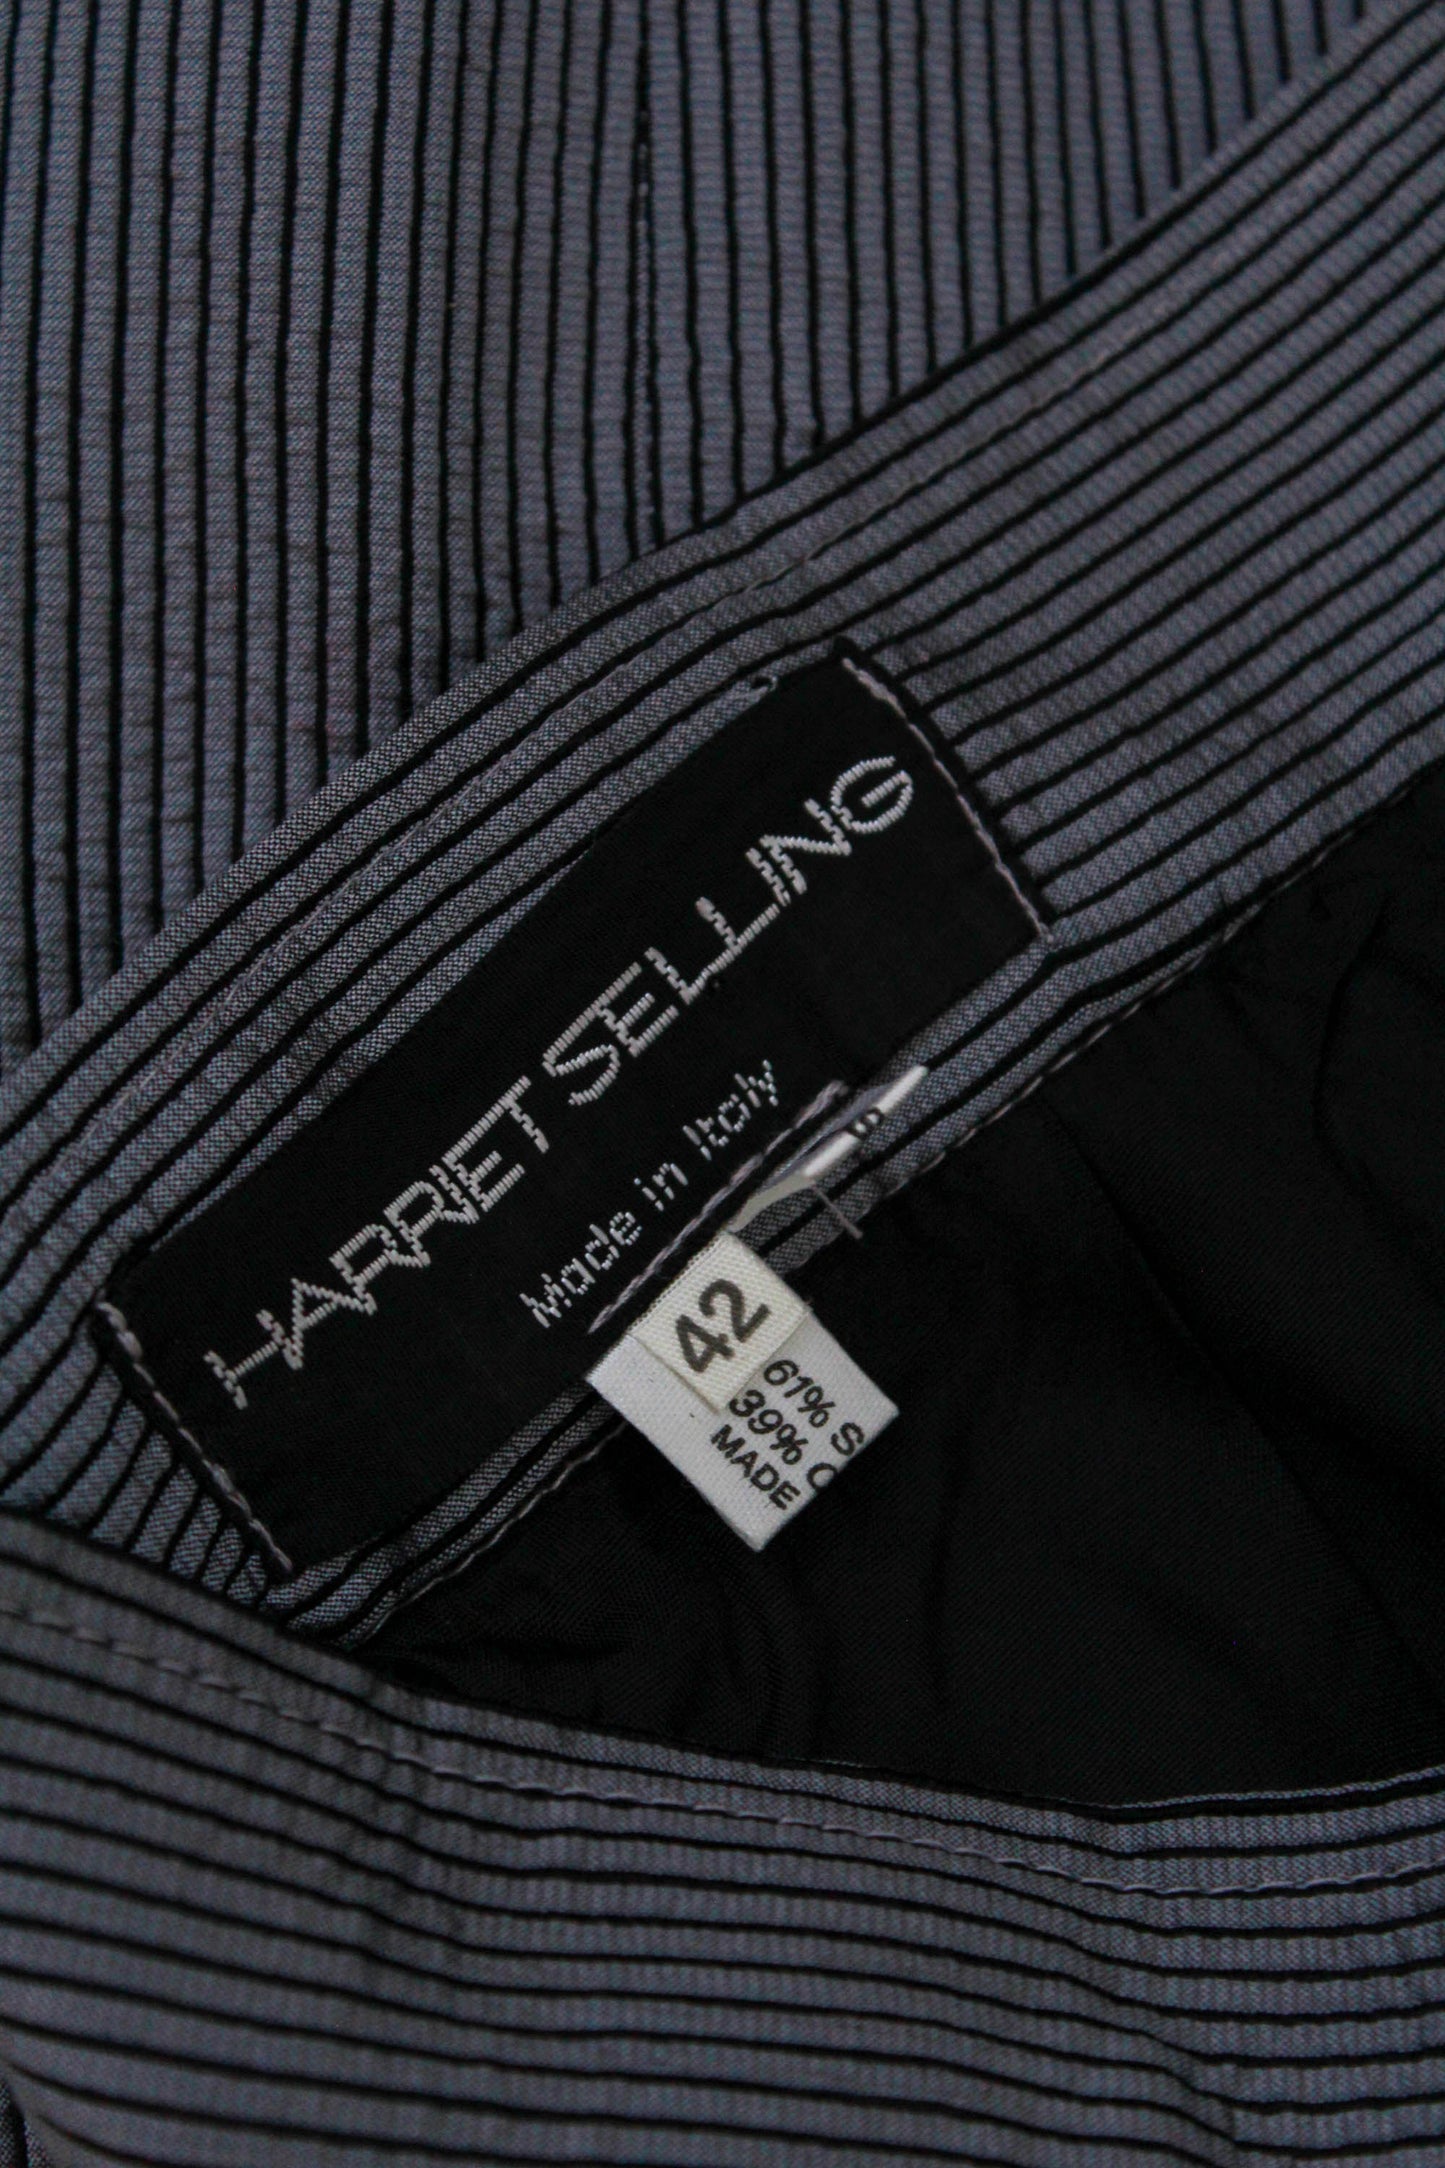 HARRIET SELLING
Made in Italy
42
61% S
39% C
MADE